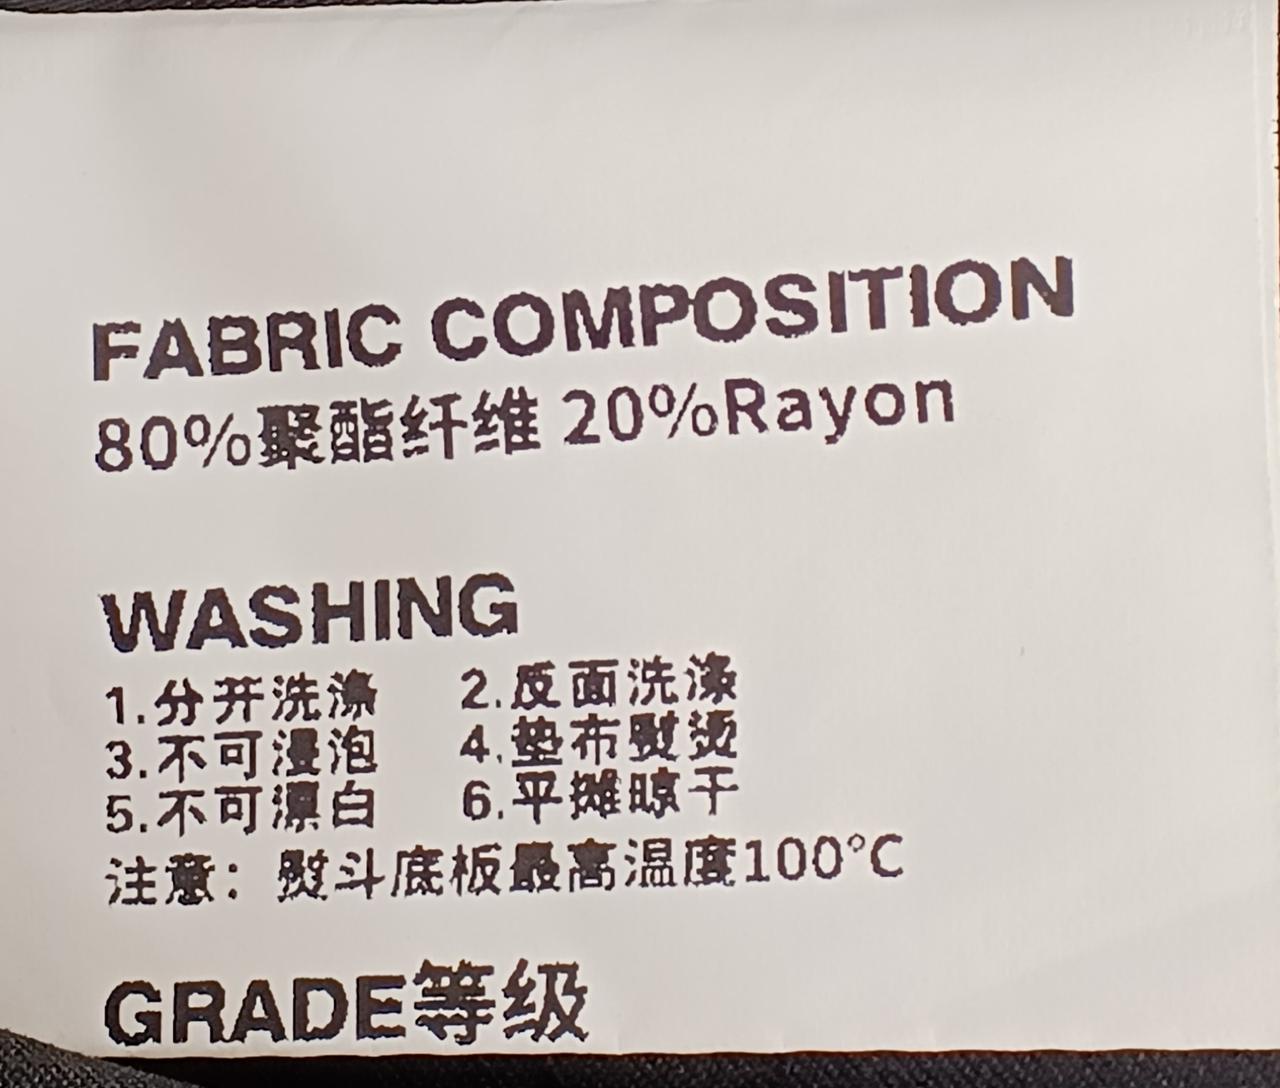 FABRIC COMPOSITION
80%聚酯纤维 20%Rayon
WASHING
1.分开洗涤 2.反面洗涤
3.不可浸泡 4.垫布熨烫
5.不可漂白 6.平摊晾干
注意：熨斗底板最高温度100°C
GRADE等级